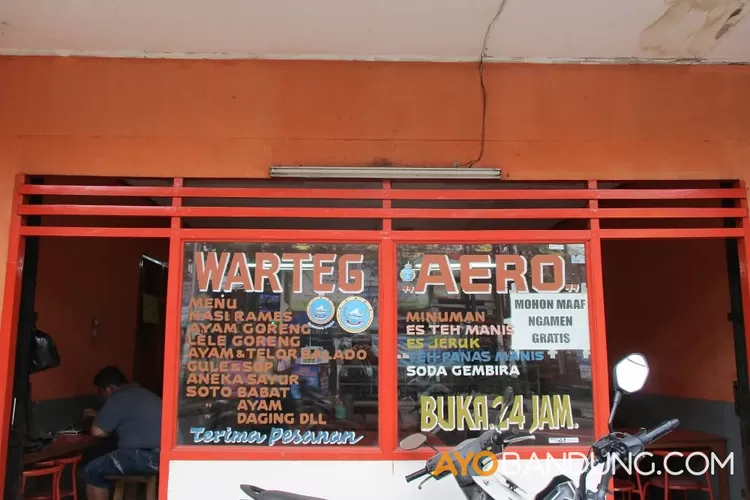 WARTEG
MENU
NASI RAMES
AYAM GORENG
LELE GORENG
AYAM & TELOR BALADO
GULE & SOP
ANEKA SAYUR
SOTO BABAT
AYAM
DAGING DLL
Terima Pesanan
"AERO"
MINUMAN
ES TEH MANIS
ES JERUK
TEH PANAS MANIS
SODA GEMBIRA
BUKA 24 JAM.
MOHON MAAF
NGAMEN
GRATIS
AYOBANDUNG.COM